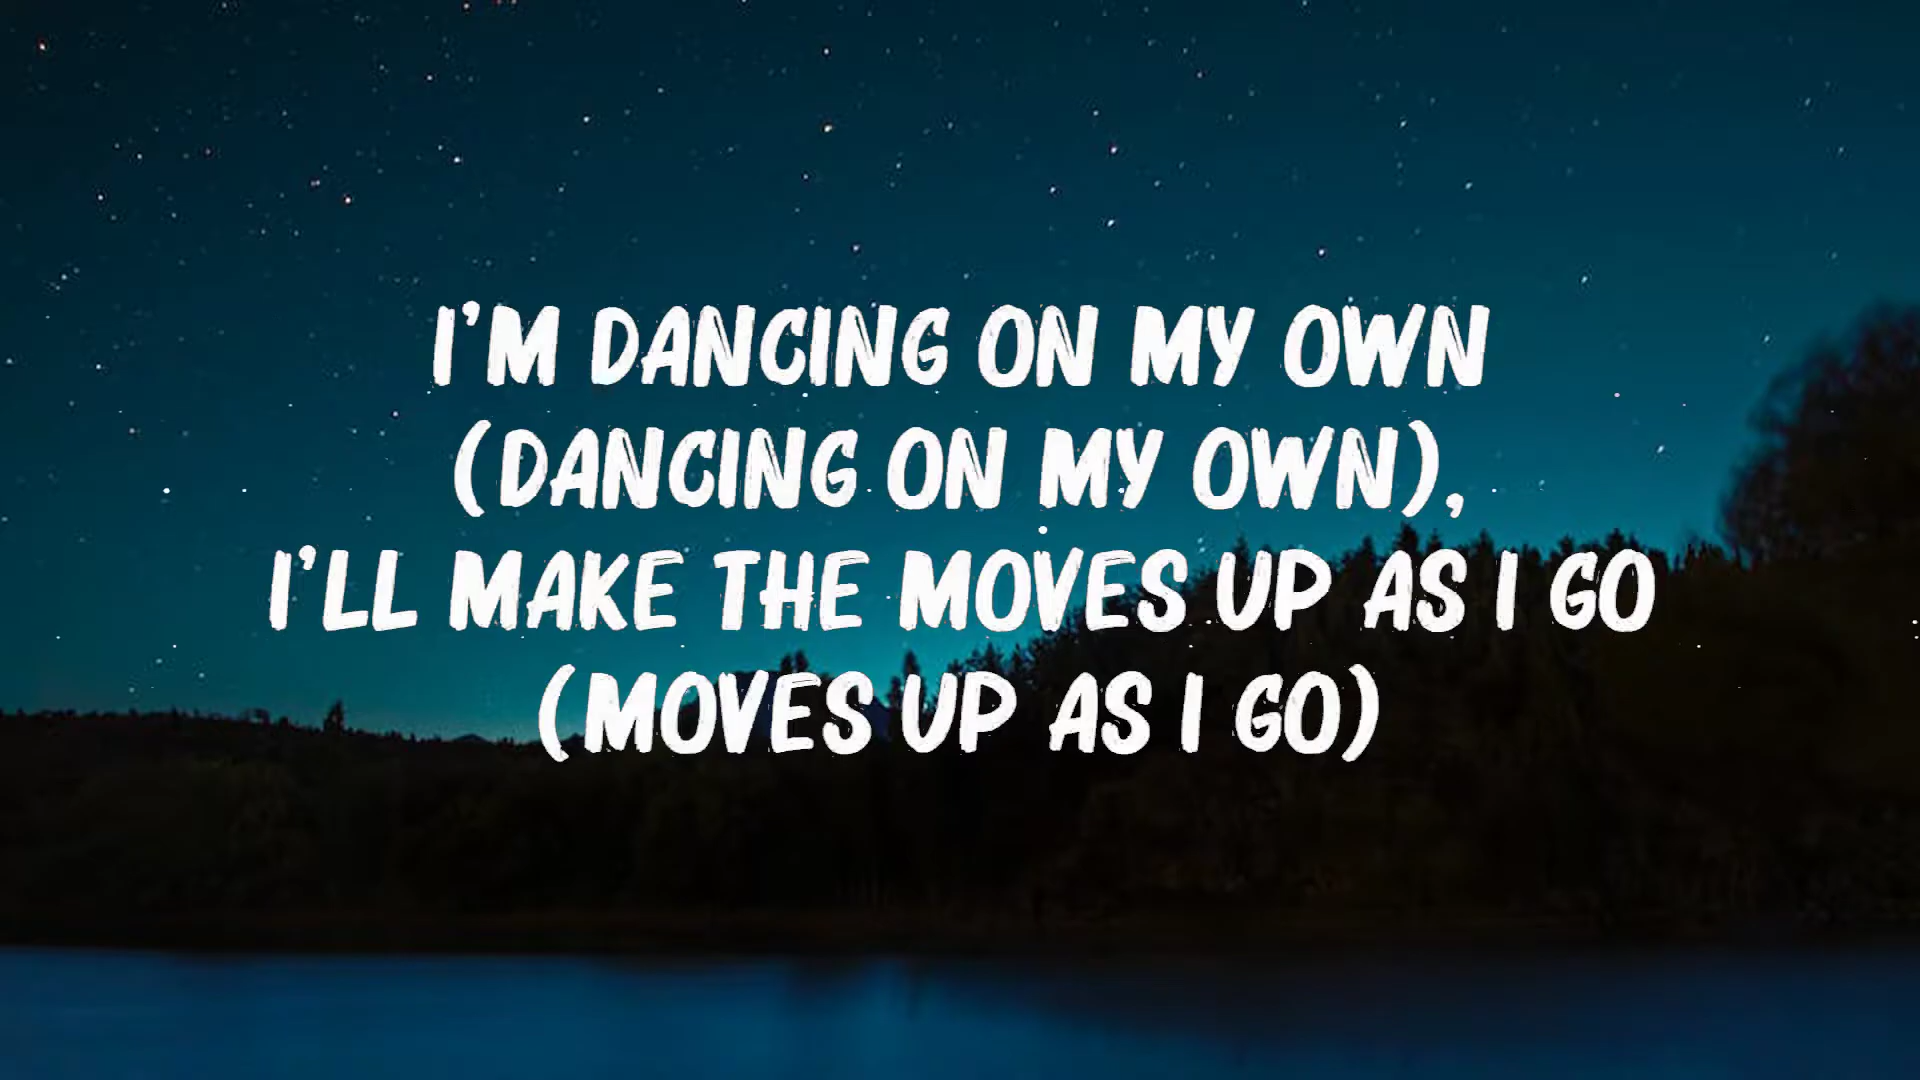 I'M DANCING ON MY OWN
(DANCING ON MY OWN),
I'LL MAKE THE MOVES UP AS I GO
(MOVES UP AS I GO)